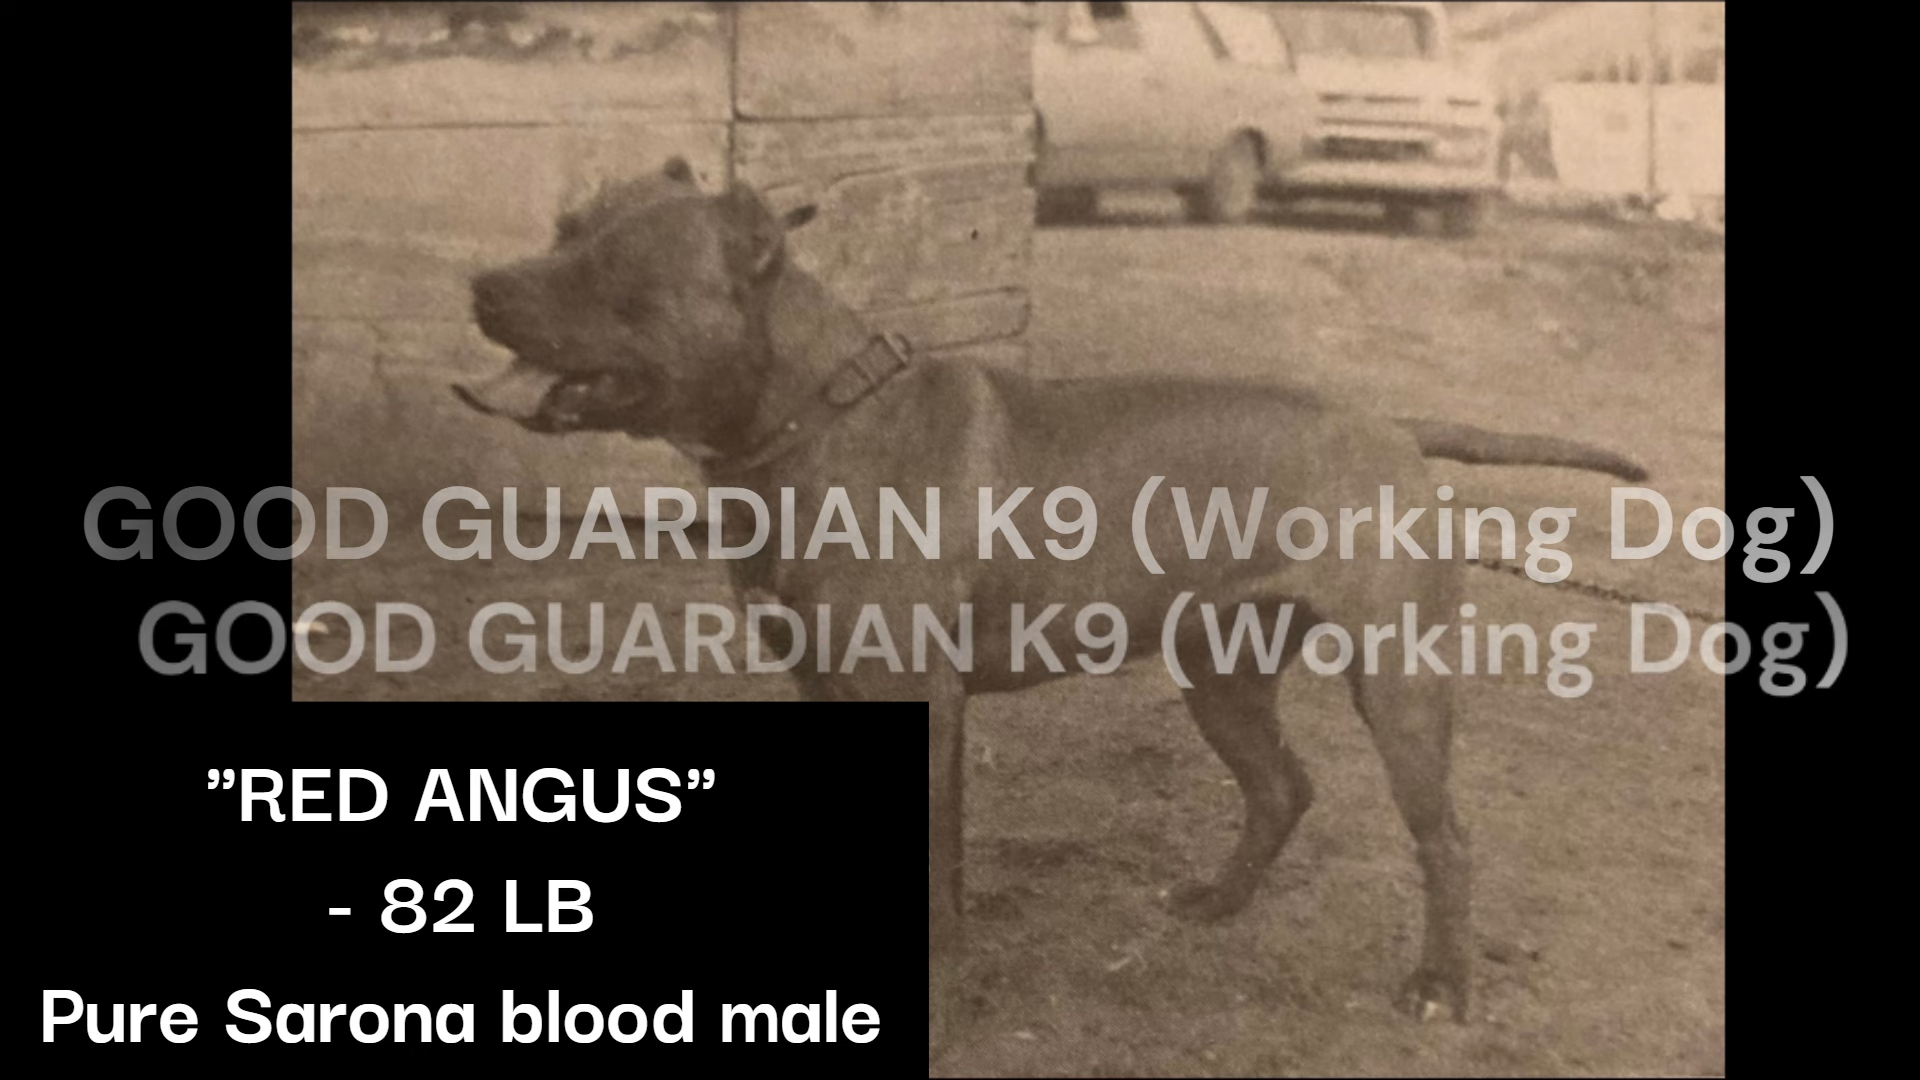 GOOD GUARDIAN K9 (Working Dog)
GOOD GUARDIAN K9 (Working Dog)
”RED ANGUS”
- 82 LB
Pure Sarona blood male